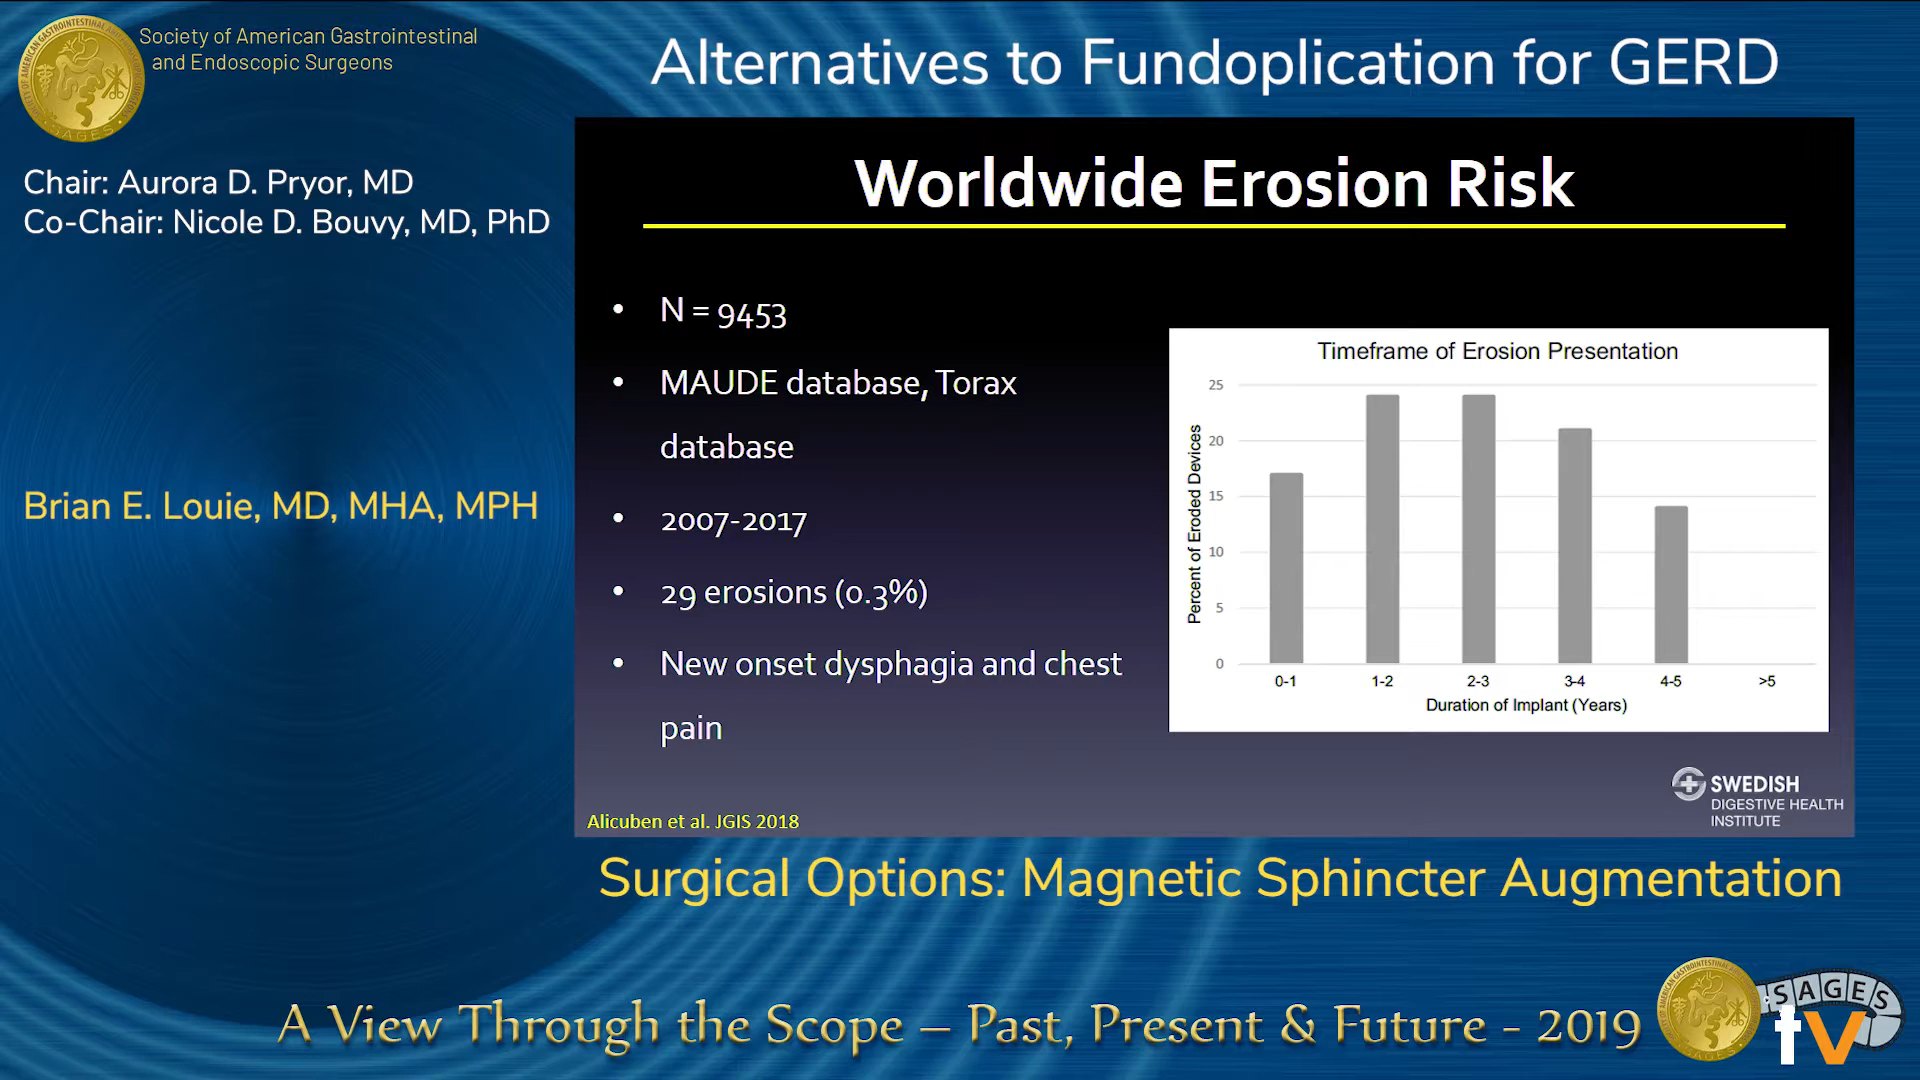 Society of American Gastrointestinal
and Endoscopic Surgeons
Alternatives to Fundoplication for GERD
Chair: Aurora D. Pryor, MD
Co-Chair: Nicole D. Bouvy, MD, PhD
Brian E. Louie, MD, MHA, MPH
Worldwide Erosion Risk
• N = 9453
• MAUDE database, Torax
database
• 2007-2017
• 29 erosions (0.3%)
• New onset dysphagia and chest
pain
Timeframe of Erosion Presentation
Percent of Eroded Devices
25
20
15
10
5
0
0-1 1-2 2-3 3-4 4-5 >5
Duration of Implant (Years)
Alicuben et al. JGIS 2018
SWEDISH
DIGESTIVE HEALTH
INSTITUTE
Surgical Options: Magnetic Sphincter Augmentation
A View Through the Scope – Past, Present & Future - 2019
SAGES
tv